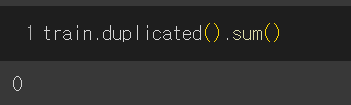 1 train.duplicated().sum()
0